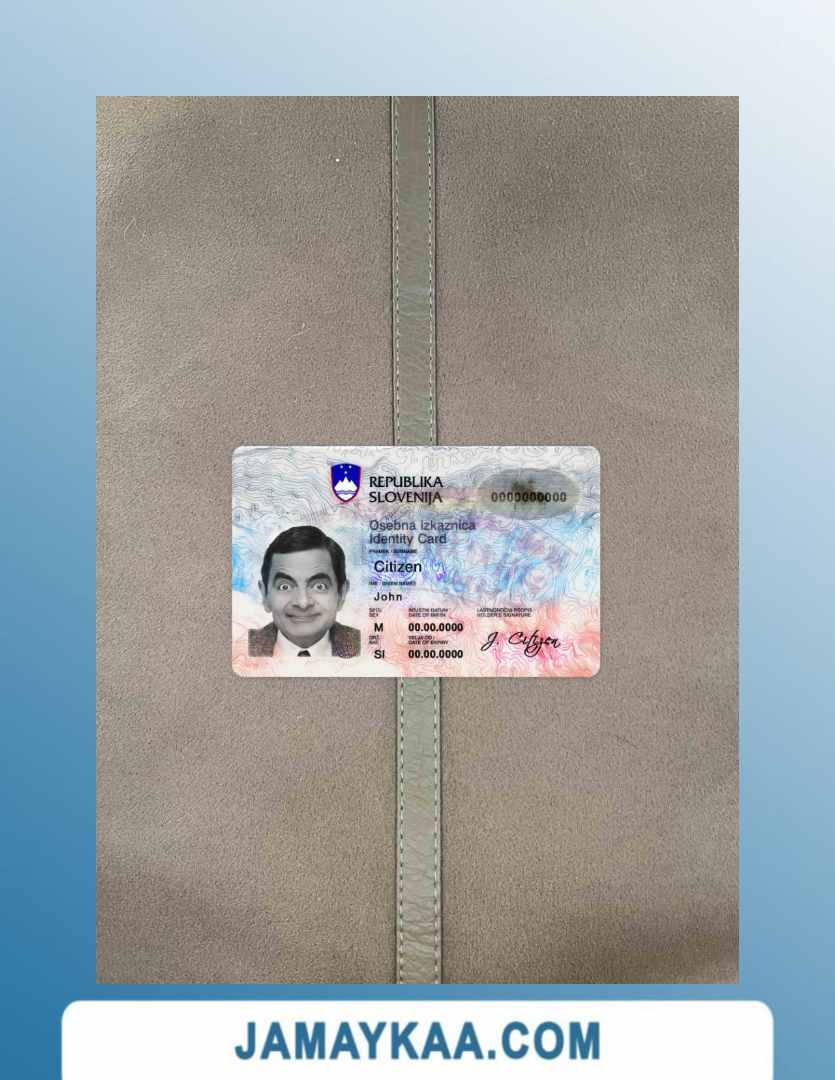 REPUBLIKA
SLOVENIJA
0000000000
Osebna izkaznica
Identity Card
PRIIMEK / SURNAME
Citizen
IME / GIVEN NAMES
John
SPOL
SEX
ROJSTNI DATUM /
DATE OF BIRTH
LASTNOROČNI PODPIS
HOLDER'S SIGNATURE
M
00.00.0000
J. Citizen
DRŽ.
NAT.
VELJA DO /
DATE OF EXPIRY
SI
00.00.0000
JAMAYKAA.COM